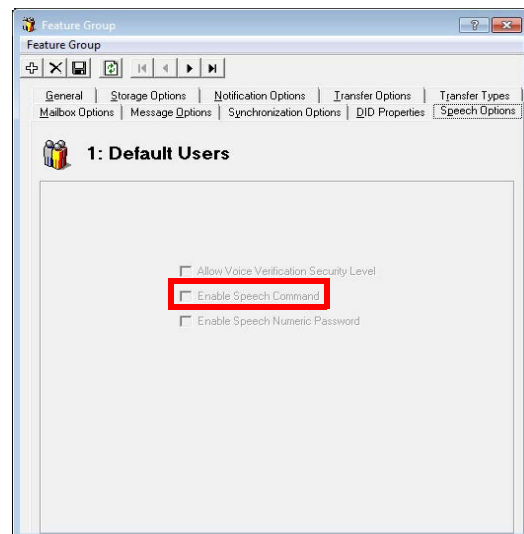 Feature Group
Feature Group
General | Storage Options | Notification Options | Transfer Options | Transfer Types
Mailbox Options | Message Options | Synchronization Options | DID Properties | Speech Options
1: Default Users
Allow Voice Verification Security Level
Enable Speech Command
Enable Speech Numeric Password